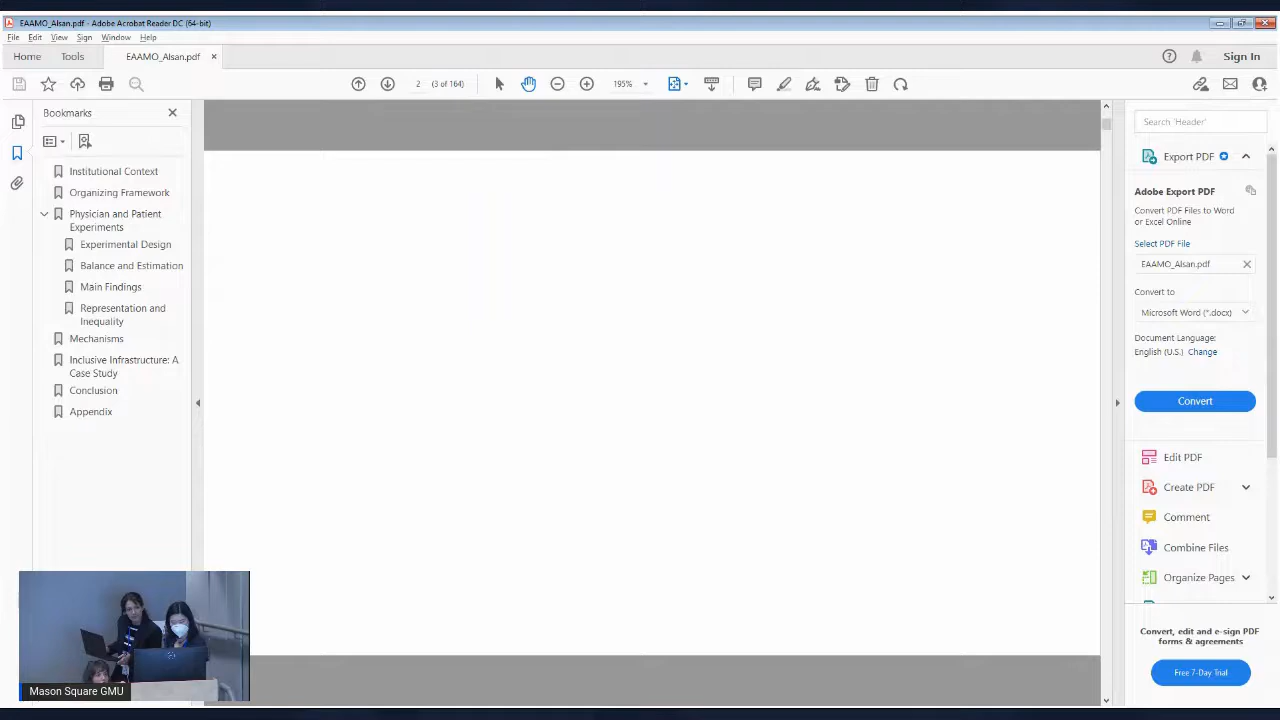 EAAMO_Alsan.pdf - Adobe Acrobat Reader DC (64-bit)
File Edit View Sign Window Help
Home Tools EAAMO_Alsan.pdf × Sign In
2 (3 of 164) 195%
Bookmarks
Institutional Context
Organizing Framework
Physician and Patient
Experiments
Experimental Design
Balance and Estimation
Main Findings
Representation and
Inequality
Mechanisms
Inclusive Infrastructure: A
Case Study
Conclusion
Appendix
Search 'Header'
Export PDF
Adobe Export PDF
Convert PDF Files to Word
or Excel Online
Select PDF File
EAAMO_Alsan.pdf
Convert to
Microsoft Word (*.docx)
Document Language:
English (U.S.) Change
Convert
Edit PDF
Create PDF
Comment
Combine Files
Organize Pages
Convert, edit and e-sign PDF
forms & agreements
Free 7-Day Trial
Mason Square GMU